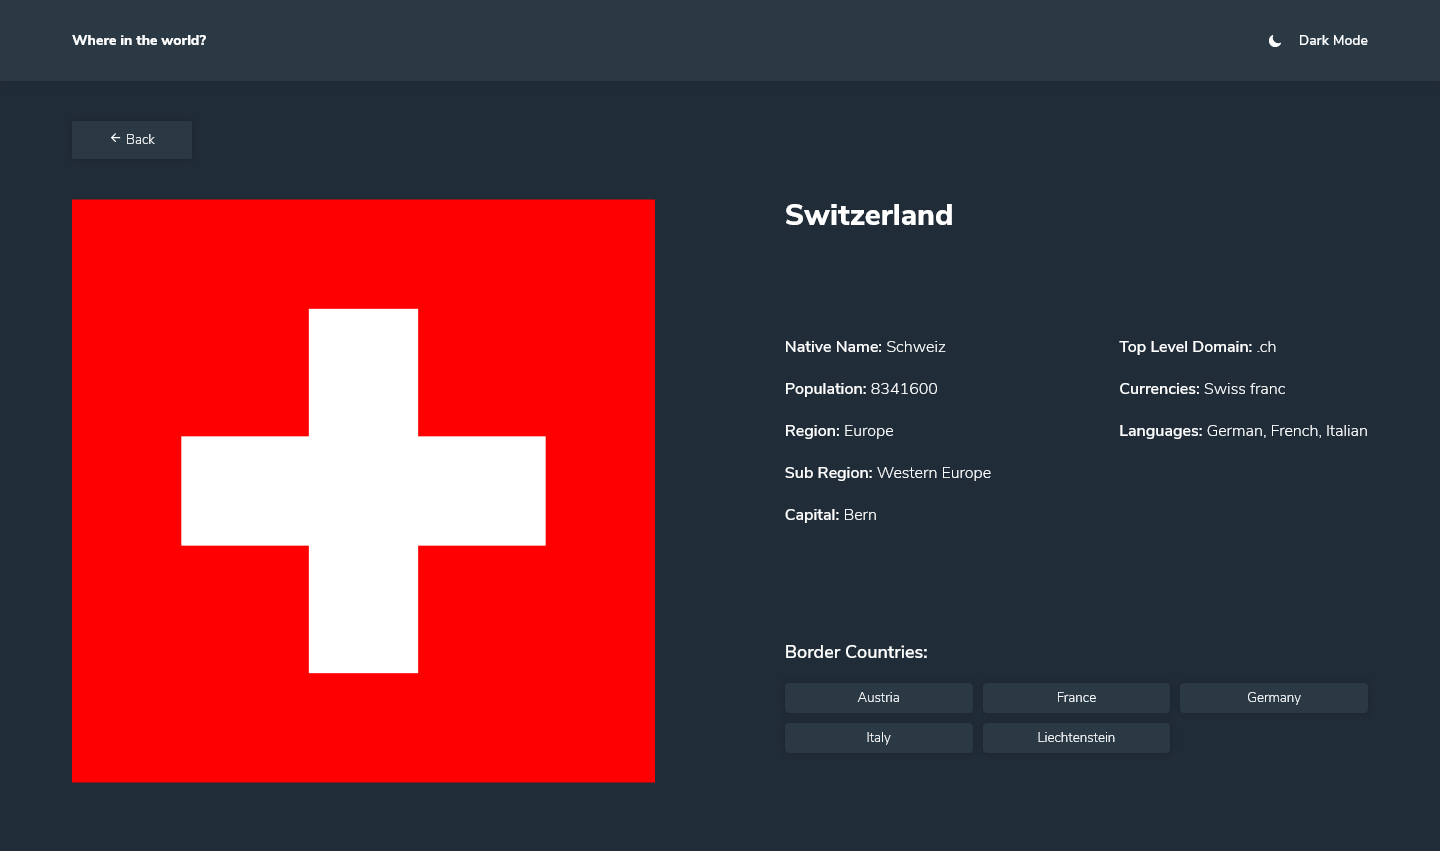 Where in the world?
Dark Mode
Back
Switzerland
Native Name: Schweiz
Population: 8341600
Region: Europe
Sub Region: Western Europe
Capital: Bern
Top Level Domain: .ch
Currencies: Swiss franc
Languages: German, French, Italian
Border Countries:
Austria
France
Germany
Italy
Liechtenstein